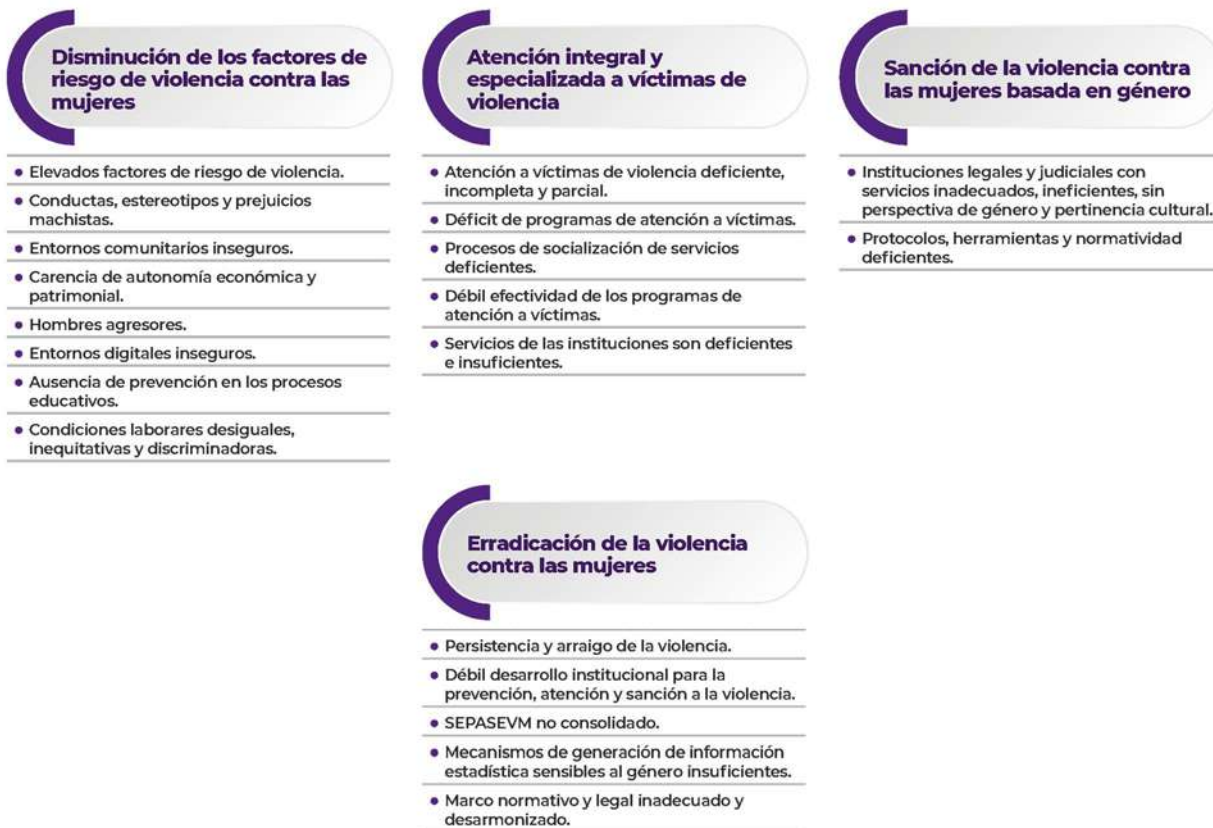 Disminución de los factores de
riesgo de violencia contra las
mujeres
• Elevados factores de riesgo de violencia.
• Conductas, estereotipos y prejuicios
machistas.
• Entornos comunitarios inseguros.
• Carencia de autonomía económica y
patrimonial.
• Hombres agresores.
• Entornos digitales inseguros.
• Ausencia de prevención en los procesos
educativos.
• Condiciones laborares desiguales,
inequitativas y discriminadoras.
Atención integral y
especializada a víctimas de
violencia
• Atención a víctimas de violencia deficiente,
incompleta y parcial.
• Déficit de programas de atención a víctimas.
• Procesos de socialización de servicios
deficientes.
• Débil efectividad de los programas de
atención a víctimas.
• Servicios de las instituciones son deficientes
e insuficientes.
Sanción de la violencia contra
las mujeres basada en género
• Instituciones legales y judiciales con
servicios inadecuados, ineficientes, sin
perspectiva de género y pertinencia cultural.
• Protocolos, herramientas y normatividad
deficientes.
Erradicación de la violencia
contra las mujeres
• Persistencia y arraigo de la violencia.
• Débil desarrollo institucional para la
prevención, atención y sanción a la violencia.
• SEPASEVM no consolidado.
• Mecanismos de generación de información
estadística sensibles al género insuficientes.
• Marco normativo y legal inadecuado y
desarmonizado.